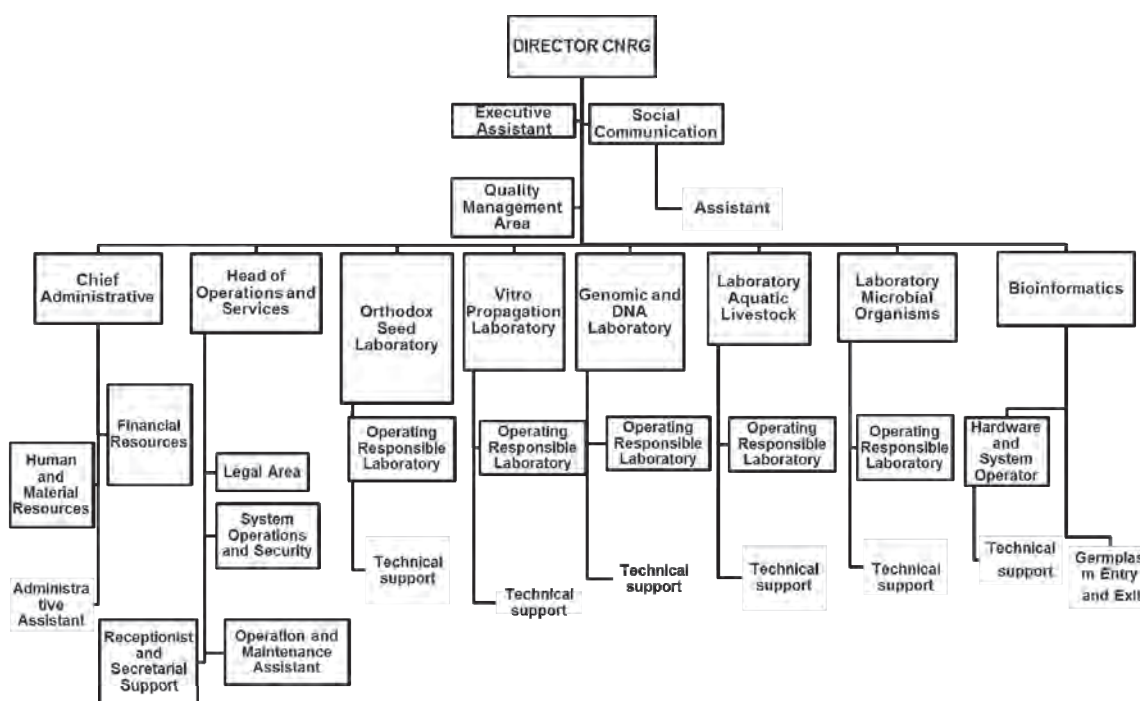 DIRECTOR CNRG
Executive
Assistant
Social
Communication
Quality
Management
Area
Assistant
Chief
Administrative
Head of
Operations and
Services
Orthodox
Seed
Laboratory
Vitro
Propagation
Laboratory
Genomic and
DNA
Laboratory
Laboratory
Aquatic
Livestock
Laboratory
Microbial
Organisms
Bioinformatics
Financial
Resources
Human
and
Material
Resources
Administra
tive
Assistant
Legal Area
System
Operations
and Security
Receptionist
and
Secretarial
Support
Operation and
Maintenance
Assistant
Operating
Responsible
Laboratory
Technical
support
Operating
Responsible
Laboratory
Technical
support
Operating
Responsible
Laboratory
Technical
support
Operating
Responsible
Laboratory
Technical
support
Operating
Responsible
Laboratory
Technical
support
Hardware
and
System
Operator
Technical
support
Germplas
m Entry
and Exit